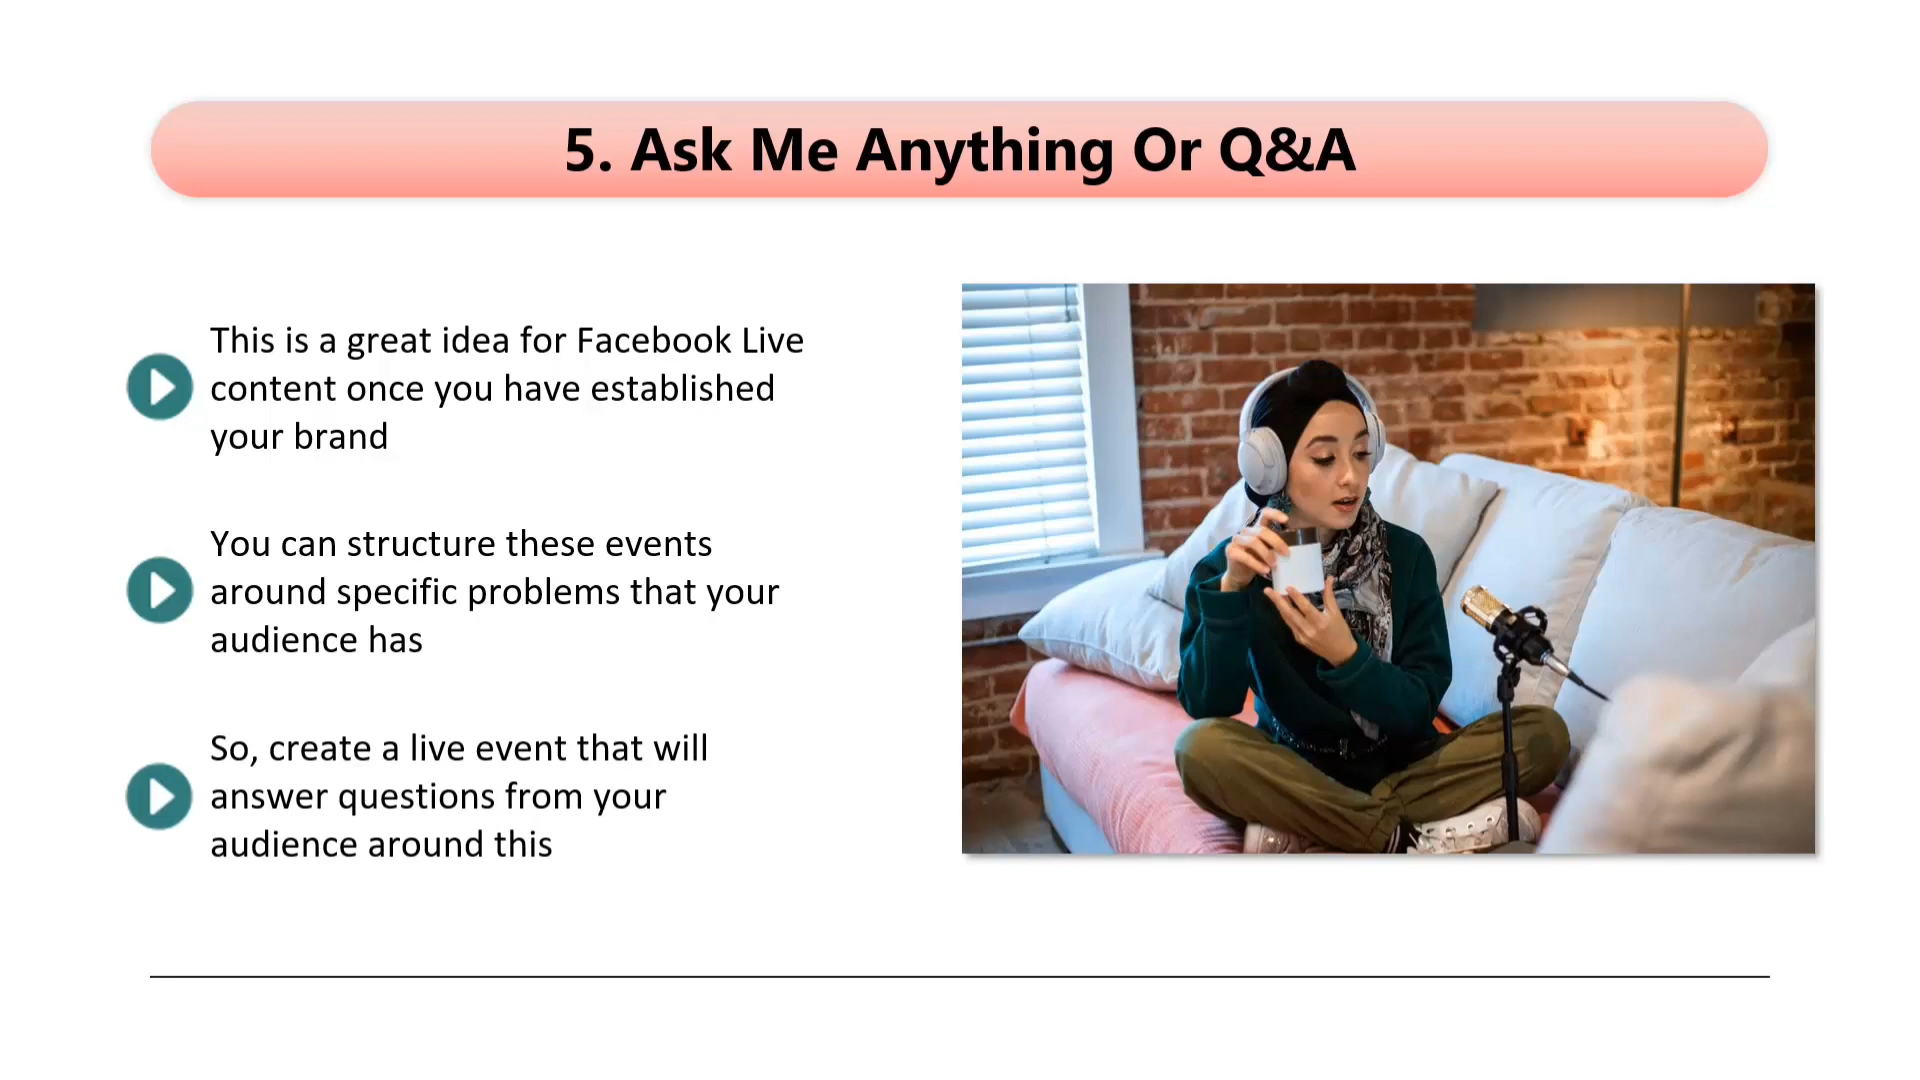 5. Ask Me Anything Or Q&A
This is a great idea for Facebook Live
content once you have established
your brand
You can structure these events
around specific problems that your
audience has
So, create a live event that will
answer questions from your
audience around this